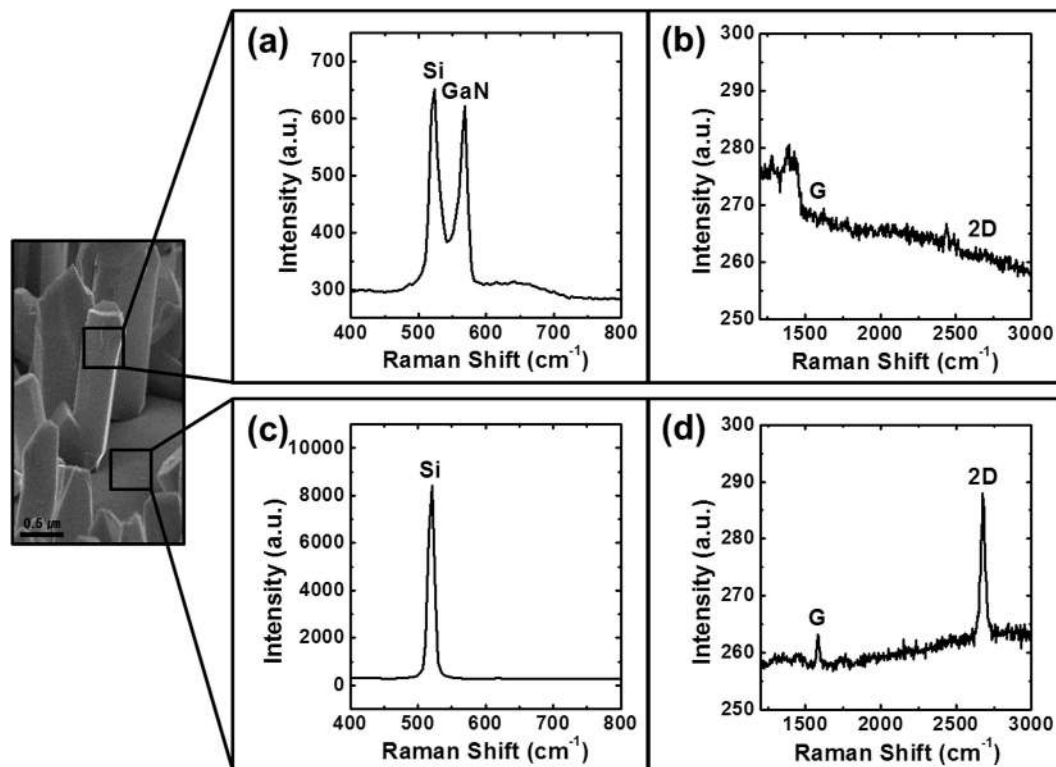 (a)
Intensity (a.u.)
700
600
500
400
300
Si
GaN
400 500 600 700 800
Raman Shift (cm⁻¹)
(b)
Intensity (a.u.)
300
290
280
270
260
250
G
2D
1500 2000 2500 3000
Raman Shift (cm⁻¹)
0.5 μm
(c)
Intensity (a.u.)
10000
8000
6000
4000
2000
0
Si
400 500 600 700 800
Raman Shift (cm⁻¹)
(d)
Intensity (a.u.)
300
290
280
270
260
250
G
2D
1500 2000 2500 3000
Raman Shift (cm⁻¹)